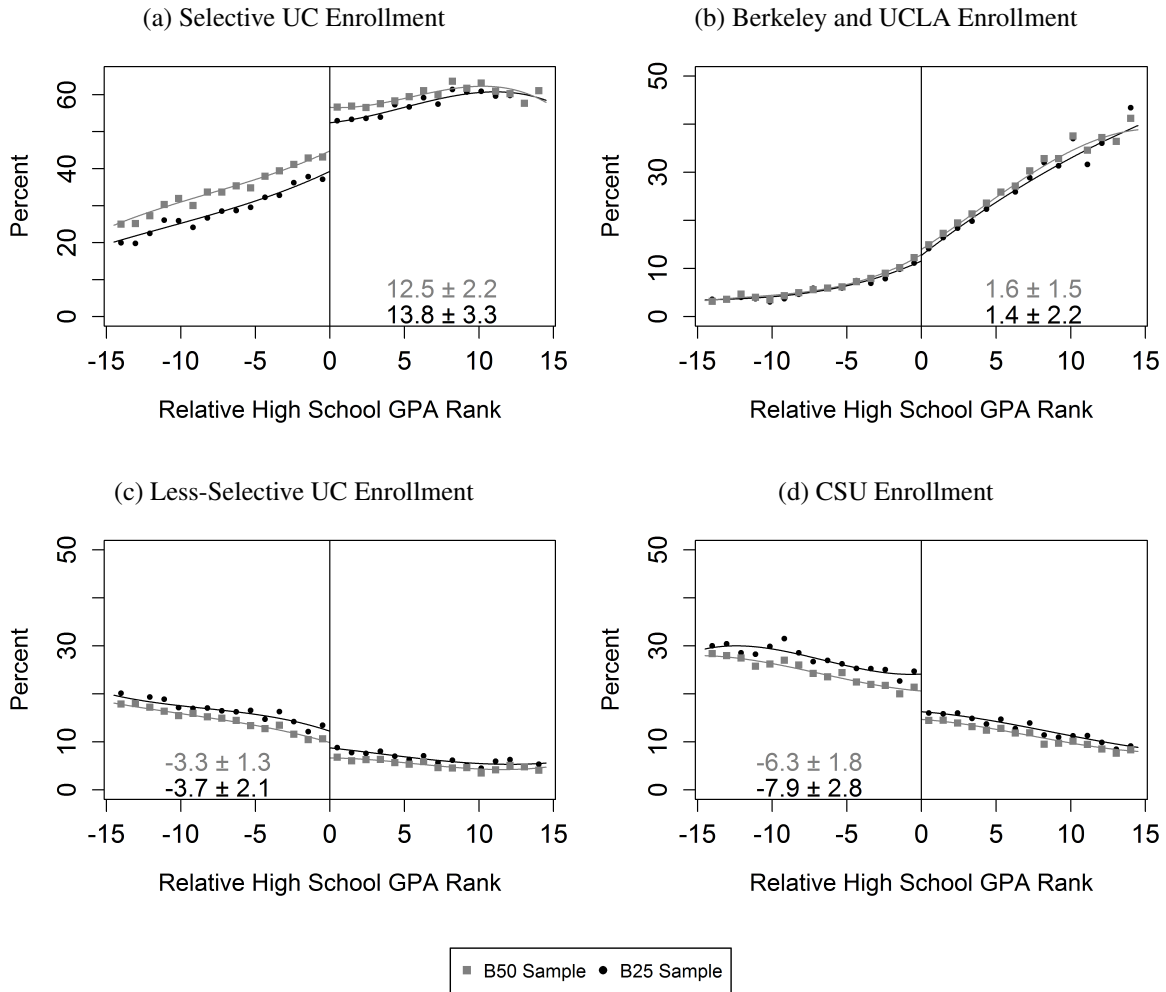 (a) Selective UC Enrollment
Percent
60
40
20
0
12.5 ± 2.2
13.8 ± 3.3
-15 -10 -5 0 5 10 15
Relative High School GPA Rank
(b) Berkeley and UCLA Enrollment
Percent
50
30
10
0
1.6 ± 1.5
1.4 ± 2.2
-15 -10 -5 0 5 10 15
Relative High School GPA Rank
(c) Less-Selective UC Enrollment
Percent
50
30
10
0
-3.3 ± 1.3
-3.7 ± 2.1
-15 -10 -5 0 5 10 15
Relative High School GPA Rank
(d) CSU Enrollment
Percent
50
30
10
0
-6.3 ± 1.8
-7.9 ± 2.8
-15 -10 -5 0 5 10 15
Relative High School GPA Rank
B50 Sample B25 Sample